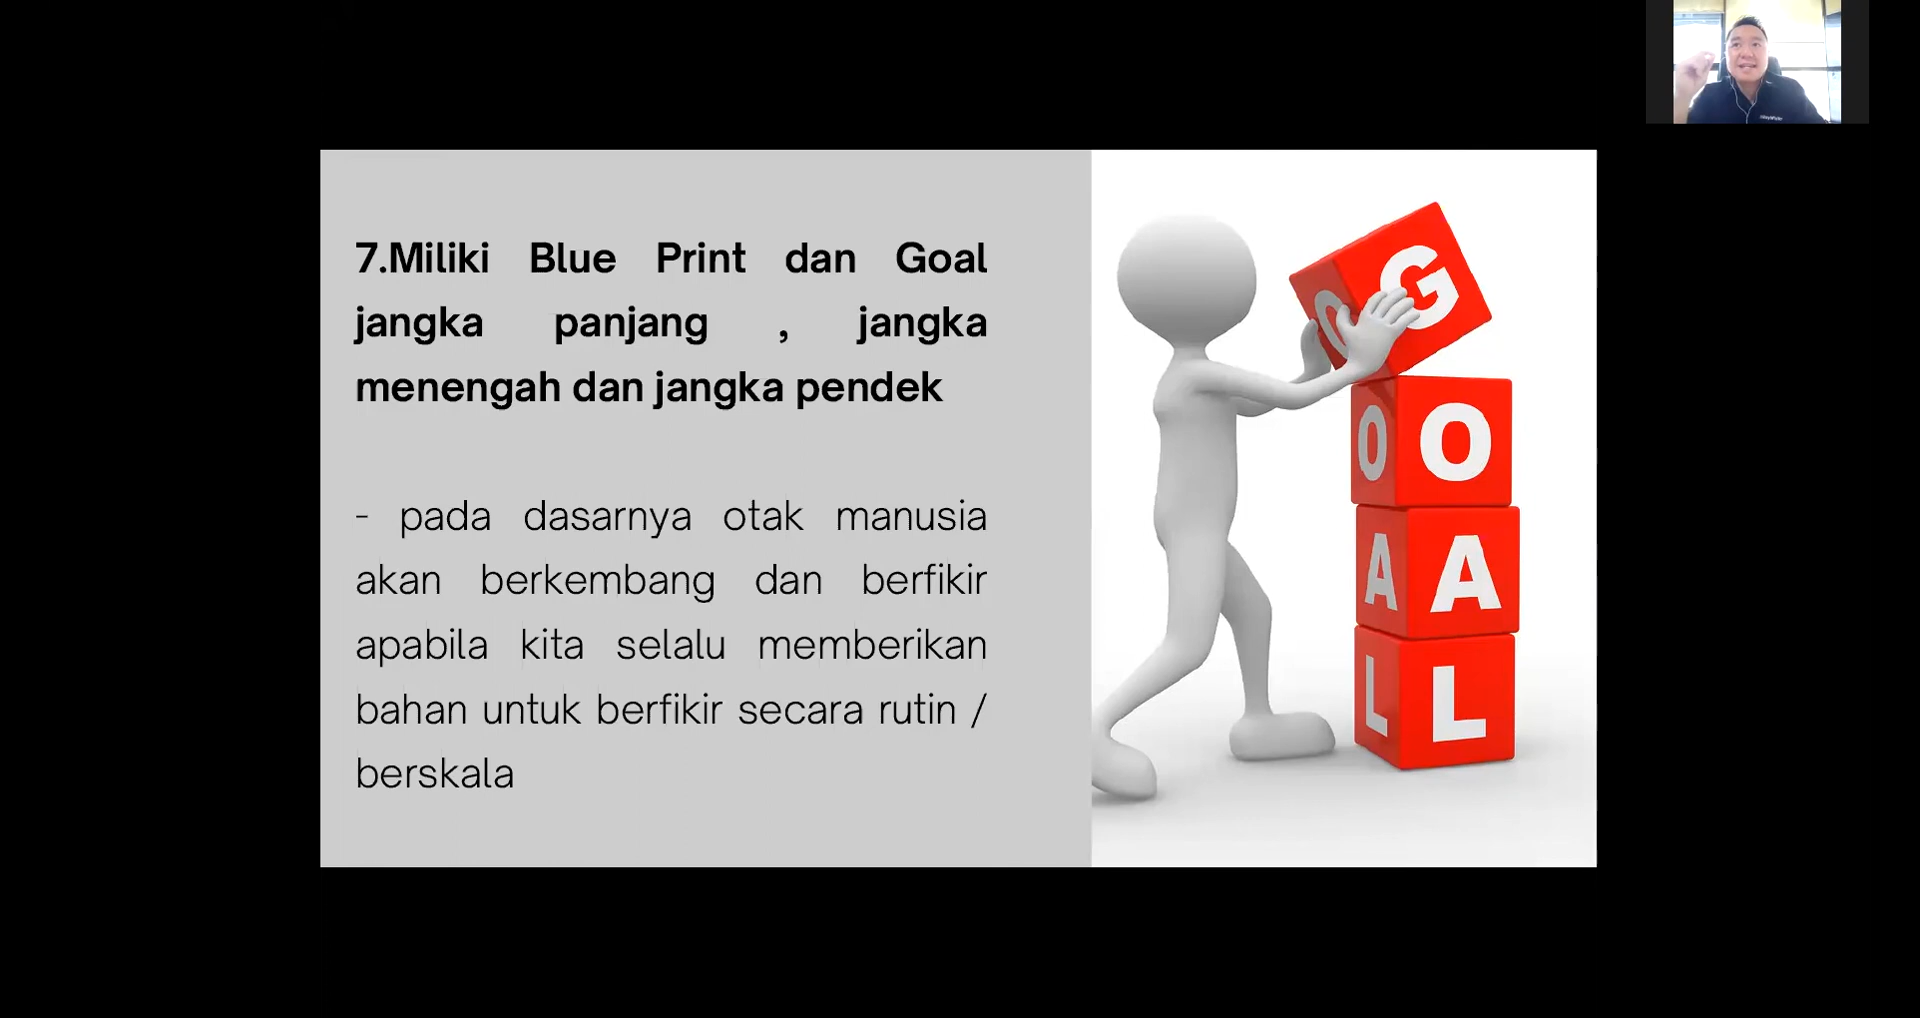 7.Miliki Blue Print dan Goal
jangka panjang , jangka
menengah dan jangka pendek
- pada dasarnya otak manusia
akan berkembang dan berfikir
apabila kita selalu memberikan
bahan untuk berfikir secara rutin /
berskala
G
O
A
L
G
O
A
L